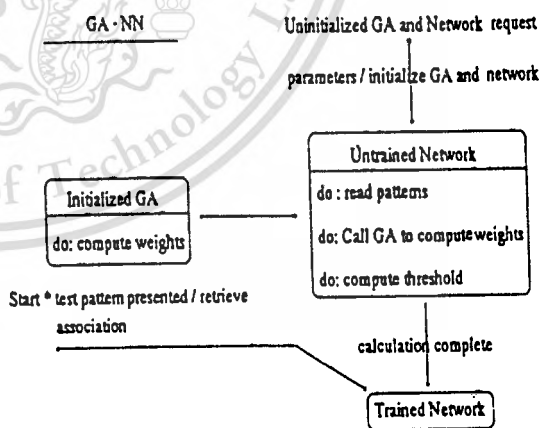 GA - NN
Uninitialized GA and Network request
parameters / initialize GA and network
Untrained Network
do : read patterns
do: Call GA to compute weights
do: compute threshold
Initialized GA
do: compute weights
Start * test pattern presented / retrieve
association
calculation complete
Trained Network
of Technology